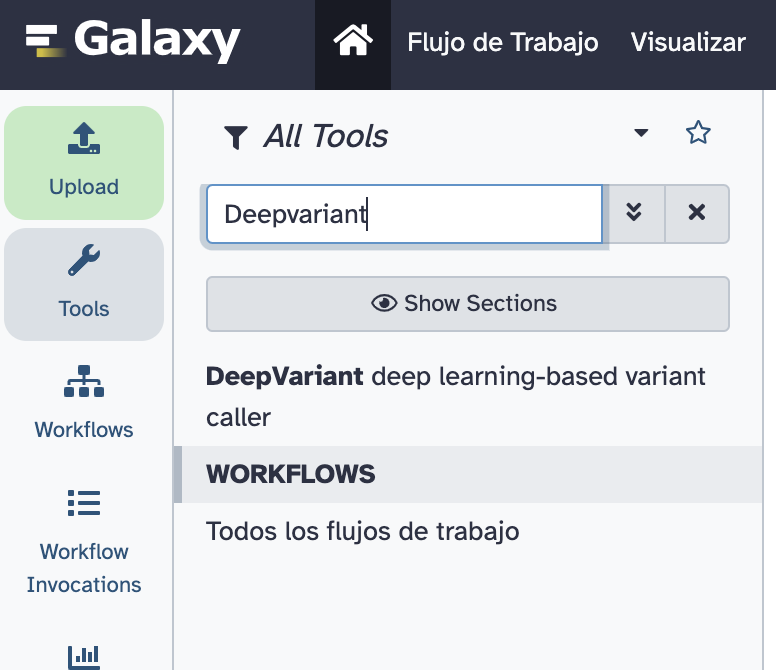 Galaxy
Flujo de Trabajo
Visualizar
Upload
Tools
Workflows
Workflow
Invocations
All Tools
Deepvariant
Show Sections
DeepVariant deep learning-based variant
caller
WORKFLOWS
Todos los flujos de trabajo